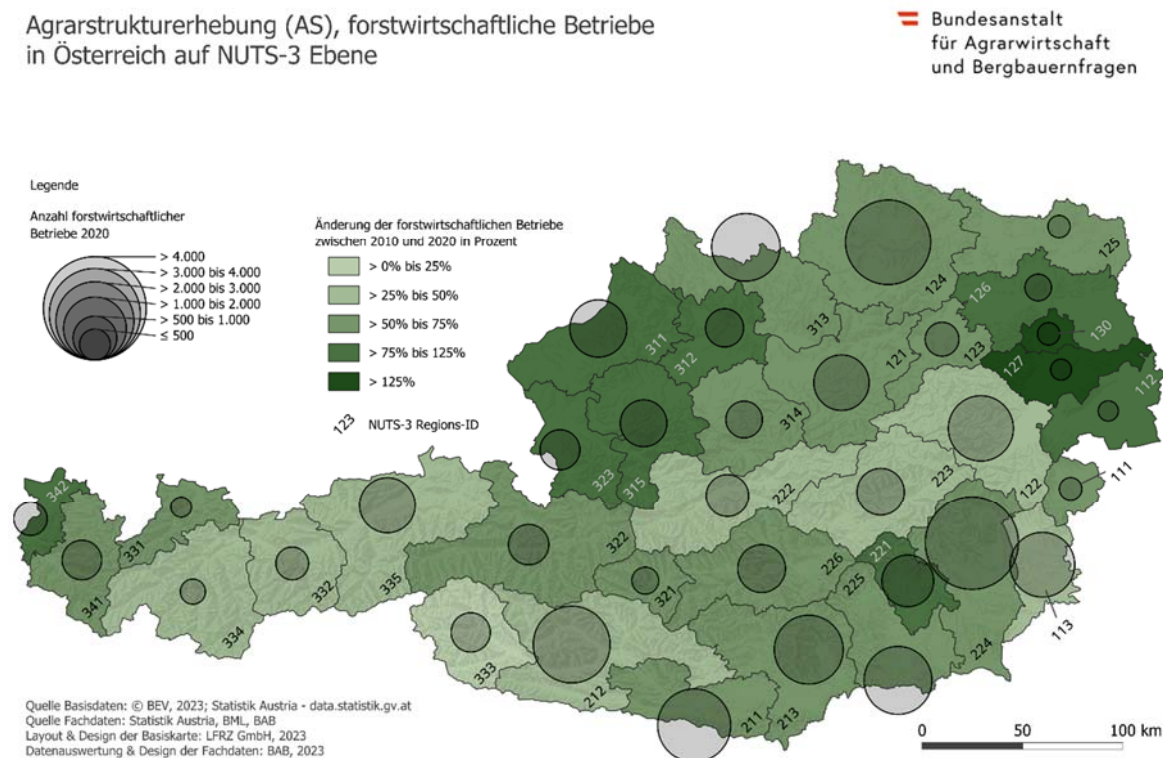 Agrarstrukturerhebung (AS), forstwirtschaftliche Betriebe
in Österreich auf NUTS-3 Ebene
Bundesanstalt
für Agrarwirtschaft
und Bergbauernfragen
Legende
Anzahl forstwirtschaftlicher
Betriebe 2020
> 4.000
> 3.000 bis 4.000
> 2.000 bis 3.000
> 1.000 bis 2.000
> 500 bis 1.000
≤ 500
Änderung der forstwirtschaftlichen Betriebe
zwischen 2010 und 2020 in Prozent
> 0% bis 25%
> 25% bis 50%
> 50% bis 75%
> 75% bis 125%
> 125%
123 NUTS-3 Regions-ID
125
124
126
313
311
312
121
123
130
127
112
314
323
315
222
223
122
111
342
331
341
334
332
335
322
321
226
221
225
113
224
333
212
211
213
Quelle Basisdaten: © BEV, 2023; Statistik Austria - data.statistik.gv.at
Quelle Fachdaten: Statistik Austria, BML, BAB
Layout & Design der Basiskarte: LFRZ GmbH, 2023
Datenauswertung & Design der Fachdaten: BAB, 2023
0 50 100 km